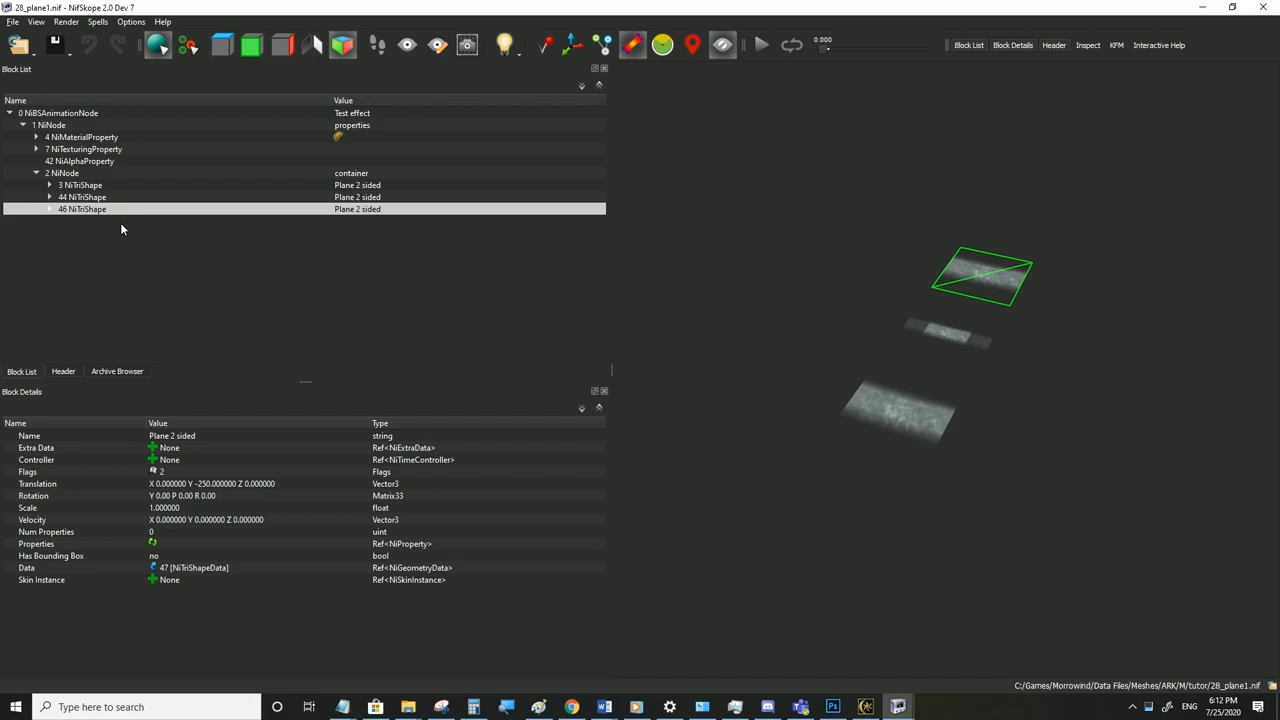 28_plane1.nif - NifSkope 2.0 Dev 7
File View Render Spells Options Help
0.000
Block List Block Details Header Inspect KFM Interactive Help
Block List
Name Value
0 NiBSAnimationNode Test effect
1 NiNode properties
4 NiMaterialProperty
7 NiTexturingProperty
42 NiAlphaProperty
2 NiNode container
3 NiTriShape Plane 2 sided
44 NiTriShape Plane 2 sided
46 NiTriShape Plane 2 sided
Block List Header Archive Browser
Block Details
Name Value Type
Name Plane 2 sided string
Extra Data None Ref<NiExtraData>
Controller None Ref<NiTimeController>
Flags 2 Flags
Translation X 0.000000 Y -250.000000 Z 0.000000 Vector3
Rotation Y 0.00 P 0.00 R 0.00 Matrix33
Scale 1.000000 float
Velocity X 0.000000 Y 0.000000 Z 0.000000 Vector3
Num Properties 0 uint
Properties Ref<NiProperty>
Has Bounding Box no bool
Data 47 [NiTriShapeData] Ref<NiGeometryData>
Skin Instance None Ref<NiSkinInstance>
C:/Games/Morrowind/Data Files/Meshes/ARK/M/tutor/28_plane1.nif
Type here to search
ENG
6:12 PM
7/25/2020